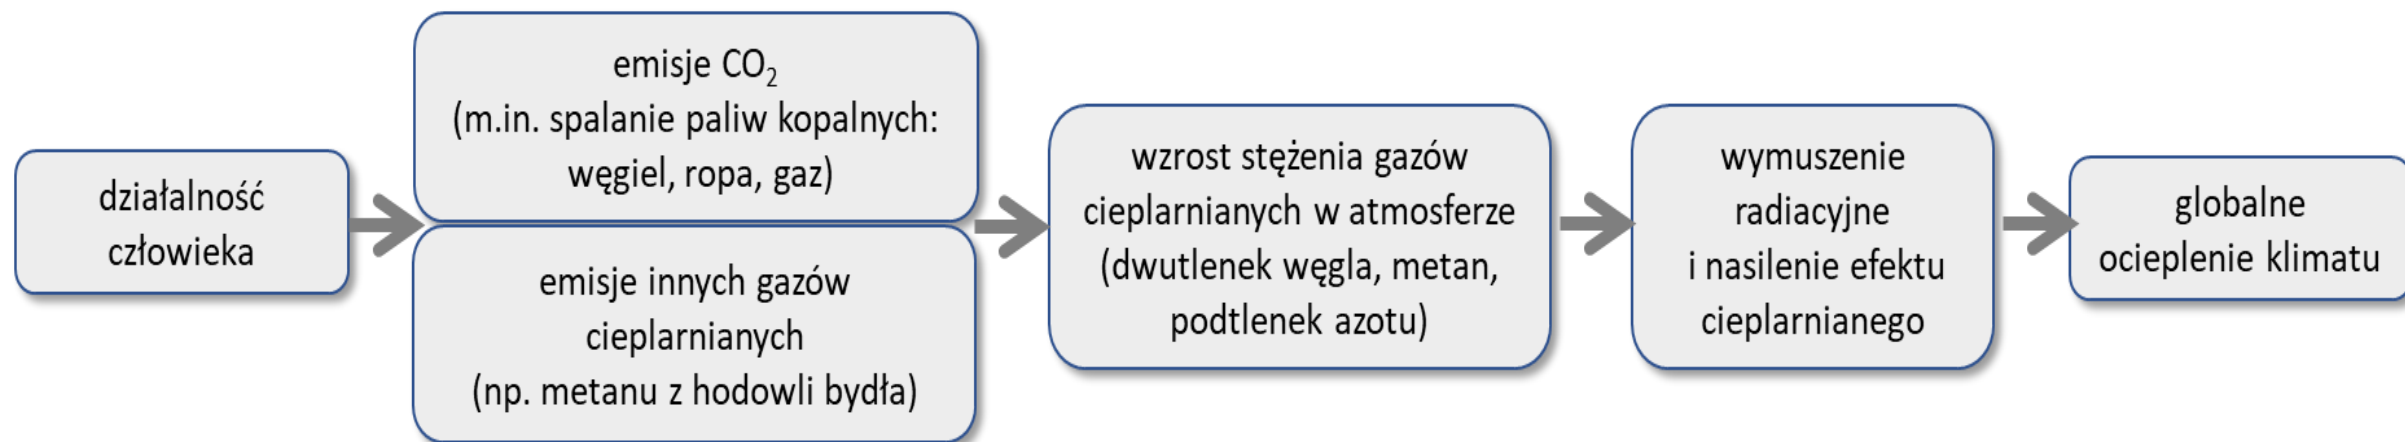 działalność
człowieka
emisje CO₂
(m.in. spalanie paliw kopalnych:
węgiel, ropa, gaz)
emisje innych gazów
cieplarnianych
(np. metanu z hodowli bydła)
wzrost stężenia gazów
cieplarnianych w atmosferze
(dwutlenek węgla, metan,
podtlenek azotu)
wymuszenie
radiacyjne
i nasilenie efektu
cieplarnianego
globalne
ocieplenie klimatu